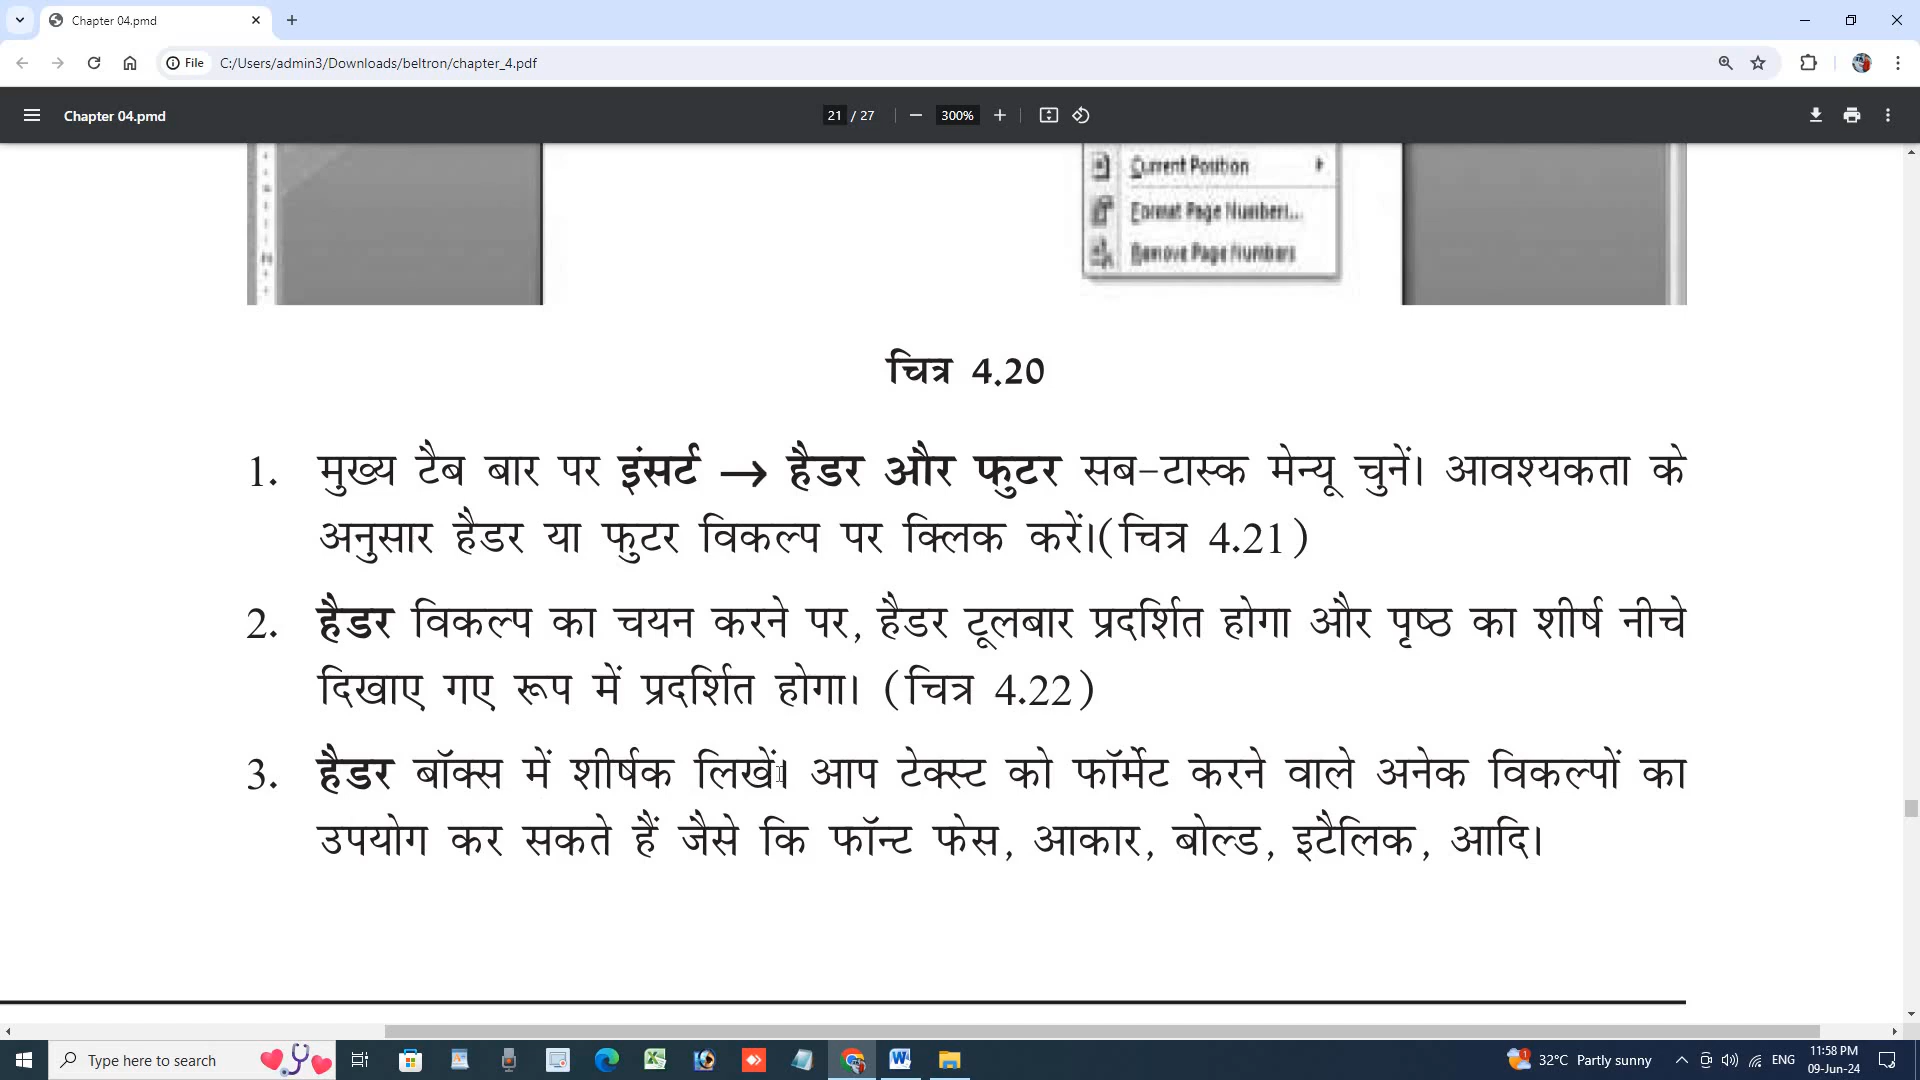 Chapter 04.pmd
File
C:/Users/admin3/Downloads/beltron/chapter_4.pdf
Chapter 04.pmd
21 / 27
300%
Current Position
Format Page Numbers...
Remove Page Numbers
चित्र 4.20
1. मुख्य टैब बार पर इंसर्ट → हैडर और फुटर सब-टास्क मेन्यू चुनें। आवश्यकता के
अनुसार हैडर या फुटर विकल्प पर क्लिक करें।(चित्र 4.21)
2. हैडर विकल्प का चयन करने पर, हैडर टूलबार प्रदर्शित होगा और पृष्ठ का शीर्ष नीचे
दिखाए गए रूप में प्रदर्शित होगा। (चित्र 4.22)
3. हैडर बॉक्स में शीर्षक लिखें। आप टेक्स्ट को फॉर्मेट करने वाले अनेक विकल्पों का
उपयोग कर सकते हैं जैसे कि फॉन्ट फेस, आकार, बोल्ड, इटैलिक, आदि।
Type here to search
32°C Partly sunny
ENG
11:58 PM
09-Jun-24